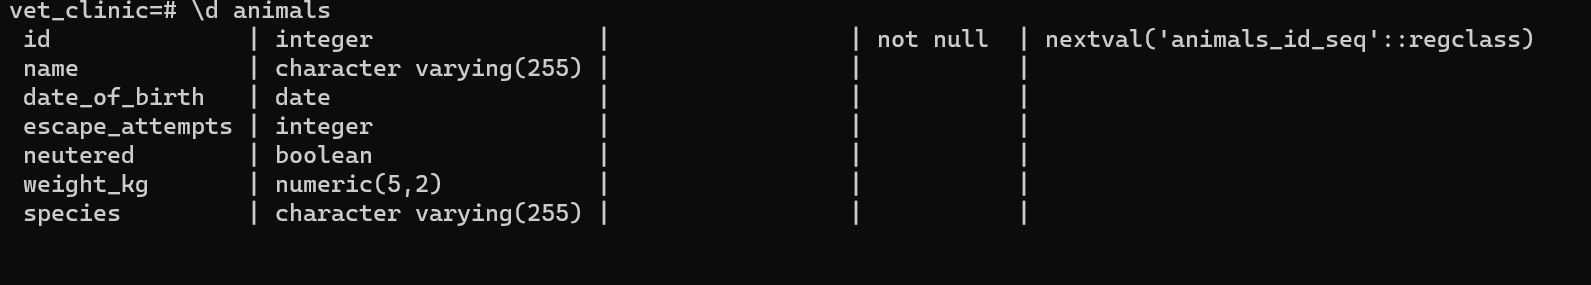 vet_clinic=# \d animals
 id              | integer                |                 | not null  | nextval('animals_id_seq'::regclass)
 name            | character varying(255) |                 |           |
 date_of_birth   | date                   |                 |           |
 escape_attempts | integer                |                 |           |
 neutered        | boolean                |                 |           |
 weight_kg       | numeric(5,2)           |                 |           |
 species         | character varying(255) |                 |           |